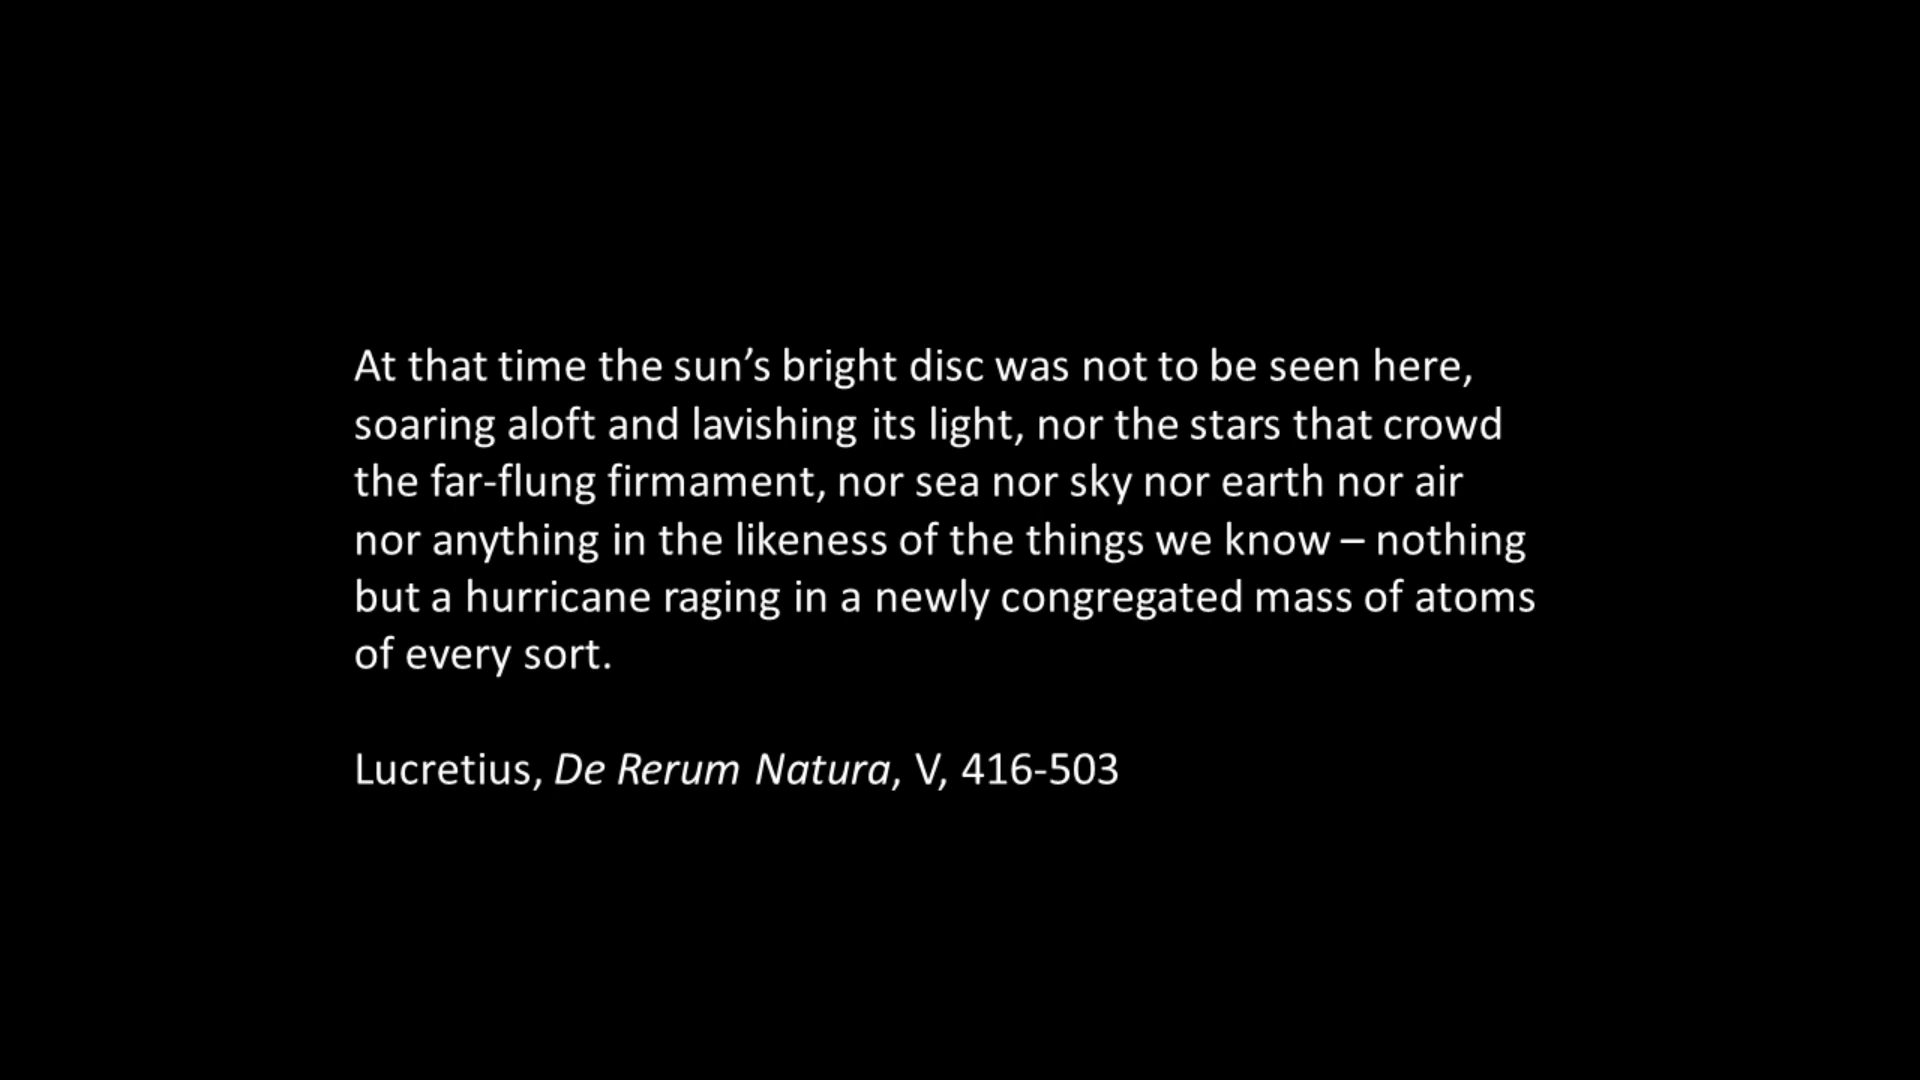 At that time the sun’s bright disc was not to be seen here,
soaring aloft and lavishing its light, nor the stars that crowd
the far-flung firmament, nor sea nor sky nor earth nor air
nor anything in the likeness of the things we know – nothing
but a hurricane raging in a newly congregated mass of atoms
of every sort.
Lucretius, De Rerum Natura, V, 416-503